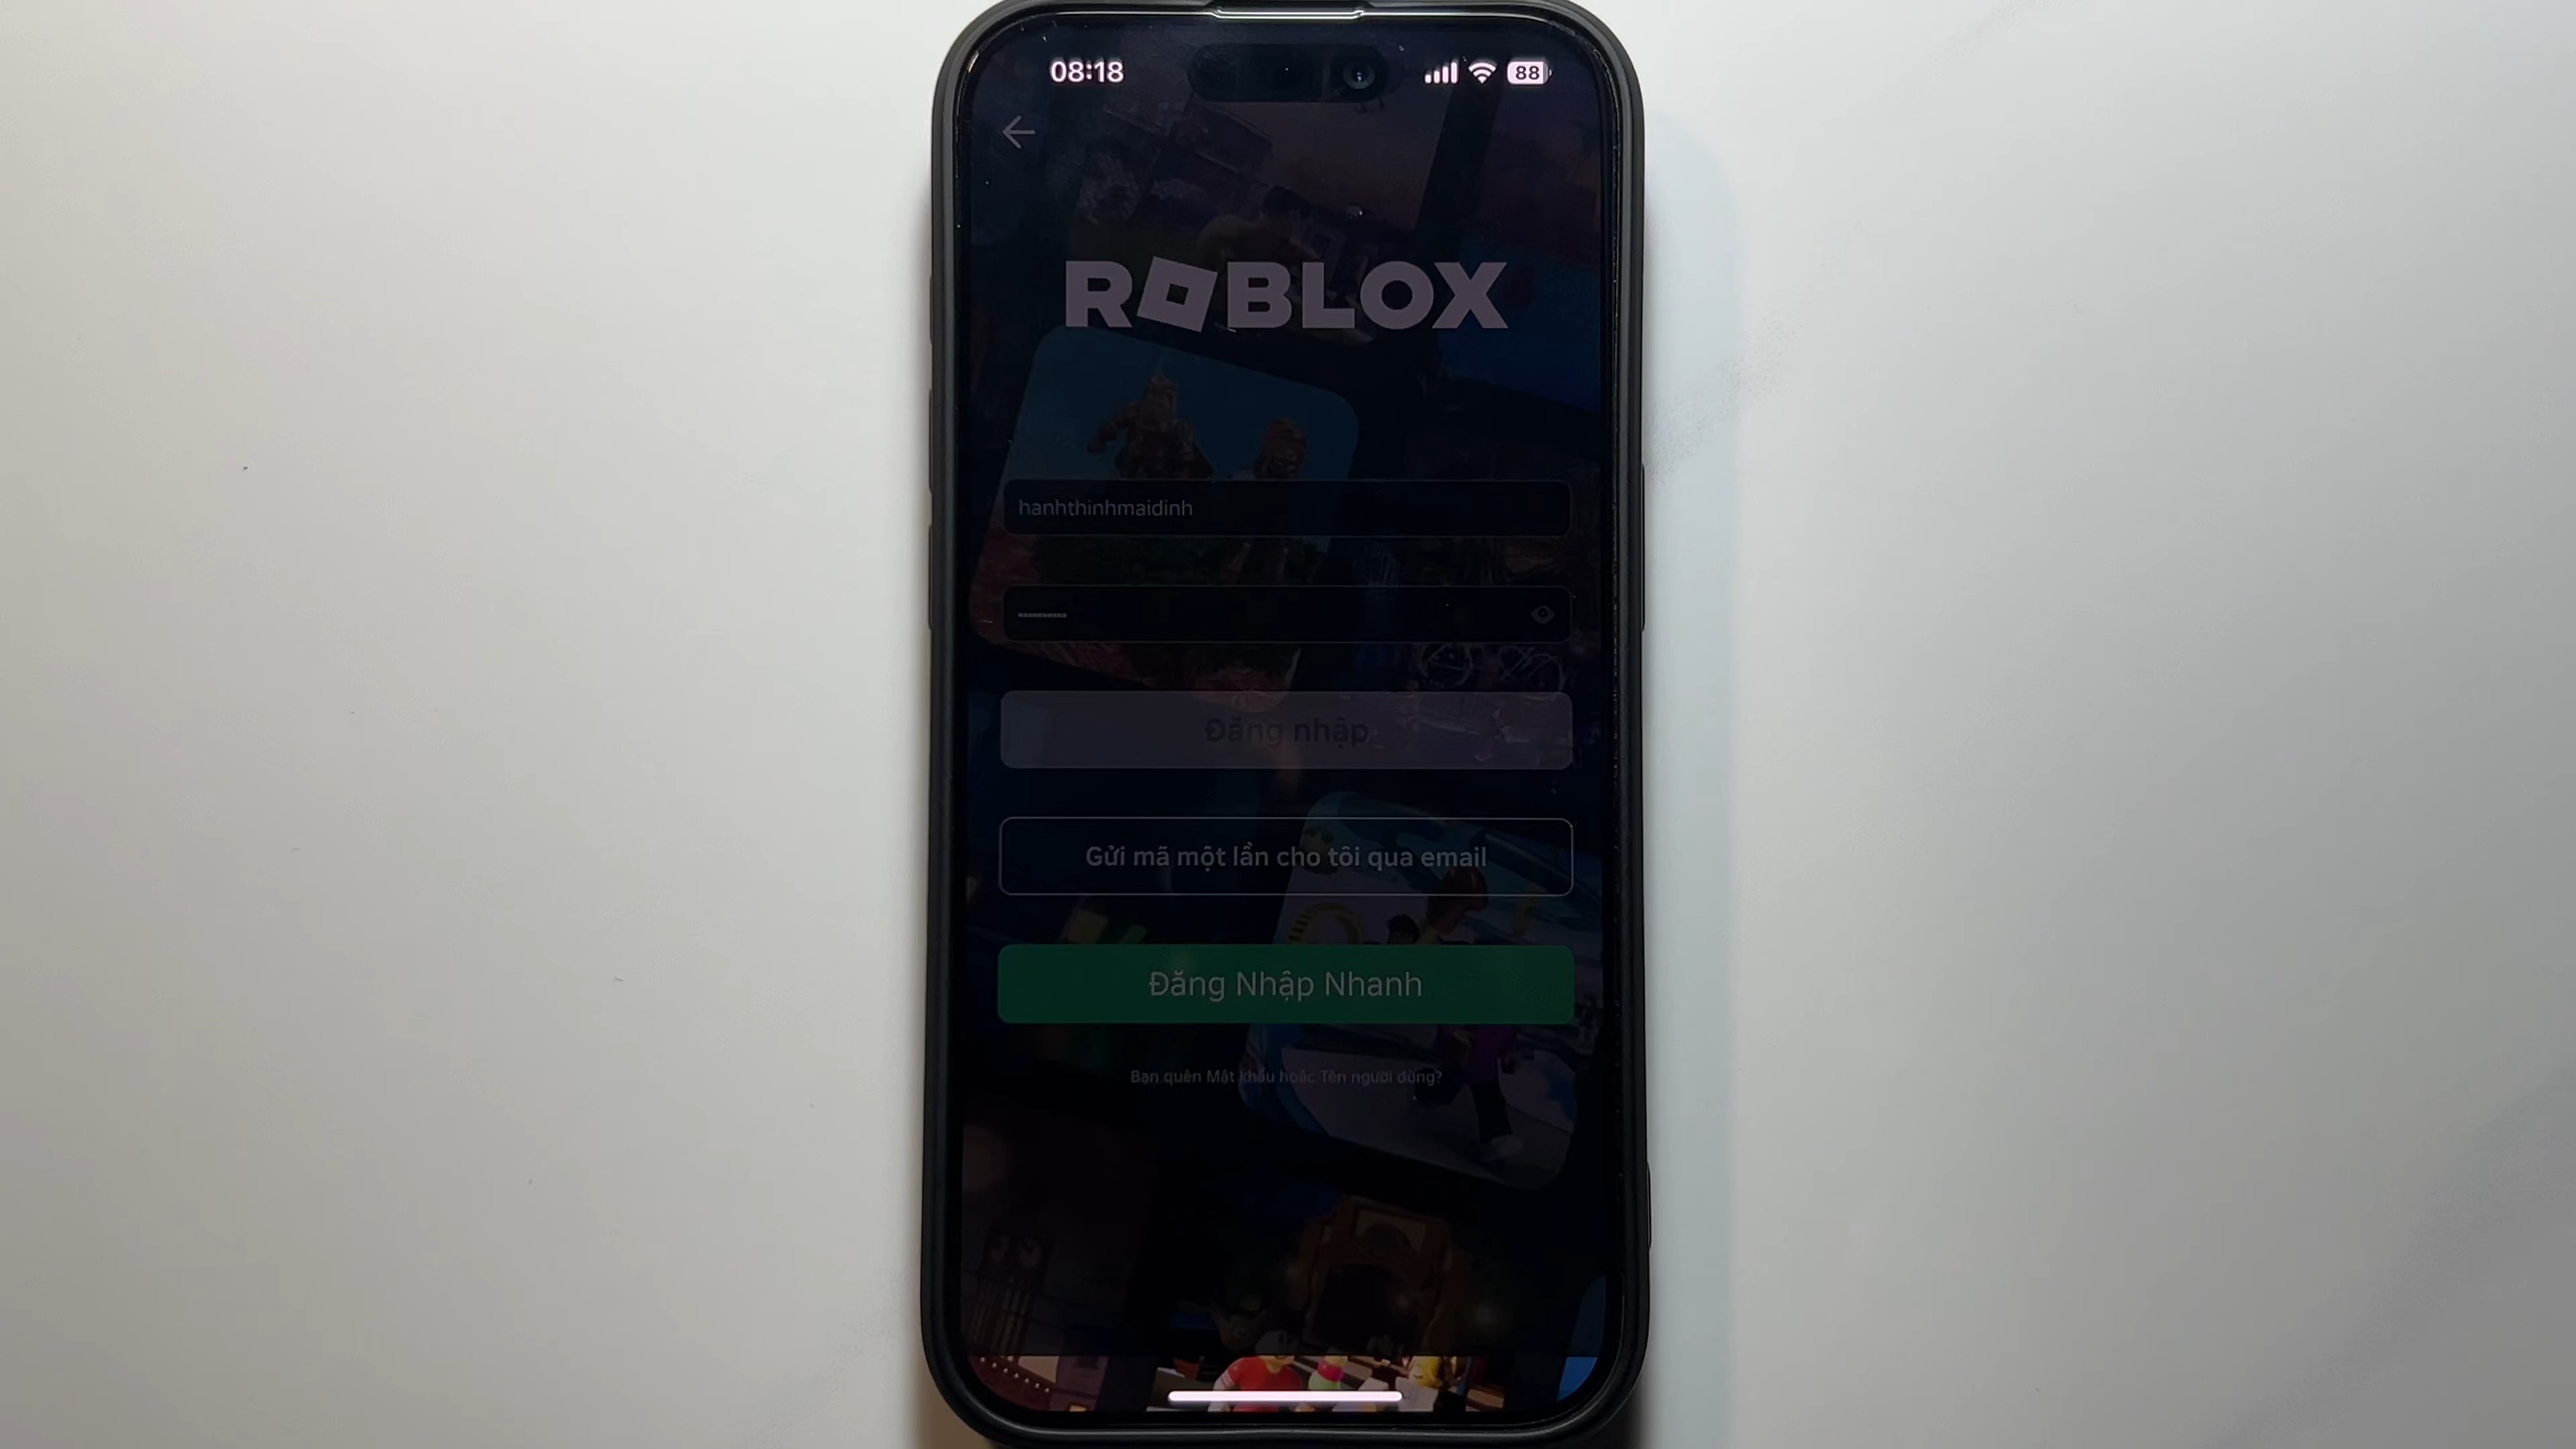 08:18
88
ROBLOX
hanhthinhmaidinh
Đăng nhập
Gửi mã một lần cho tôi qua email
Đăng Nhập Nhanh
Bạn quên Mật khẩu hoặc Tên người dùng?